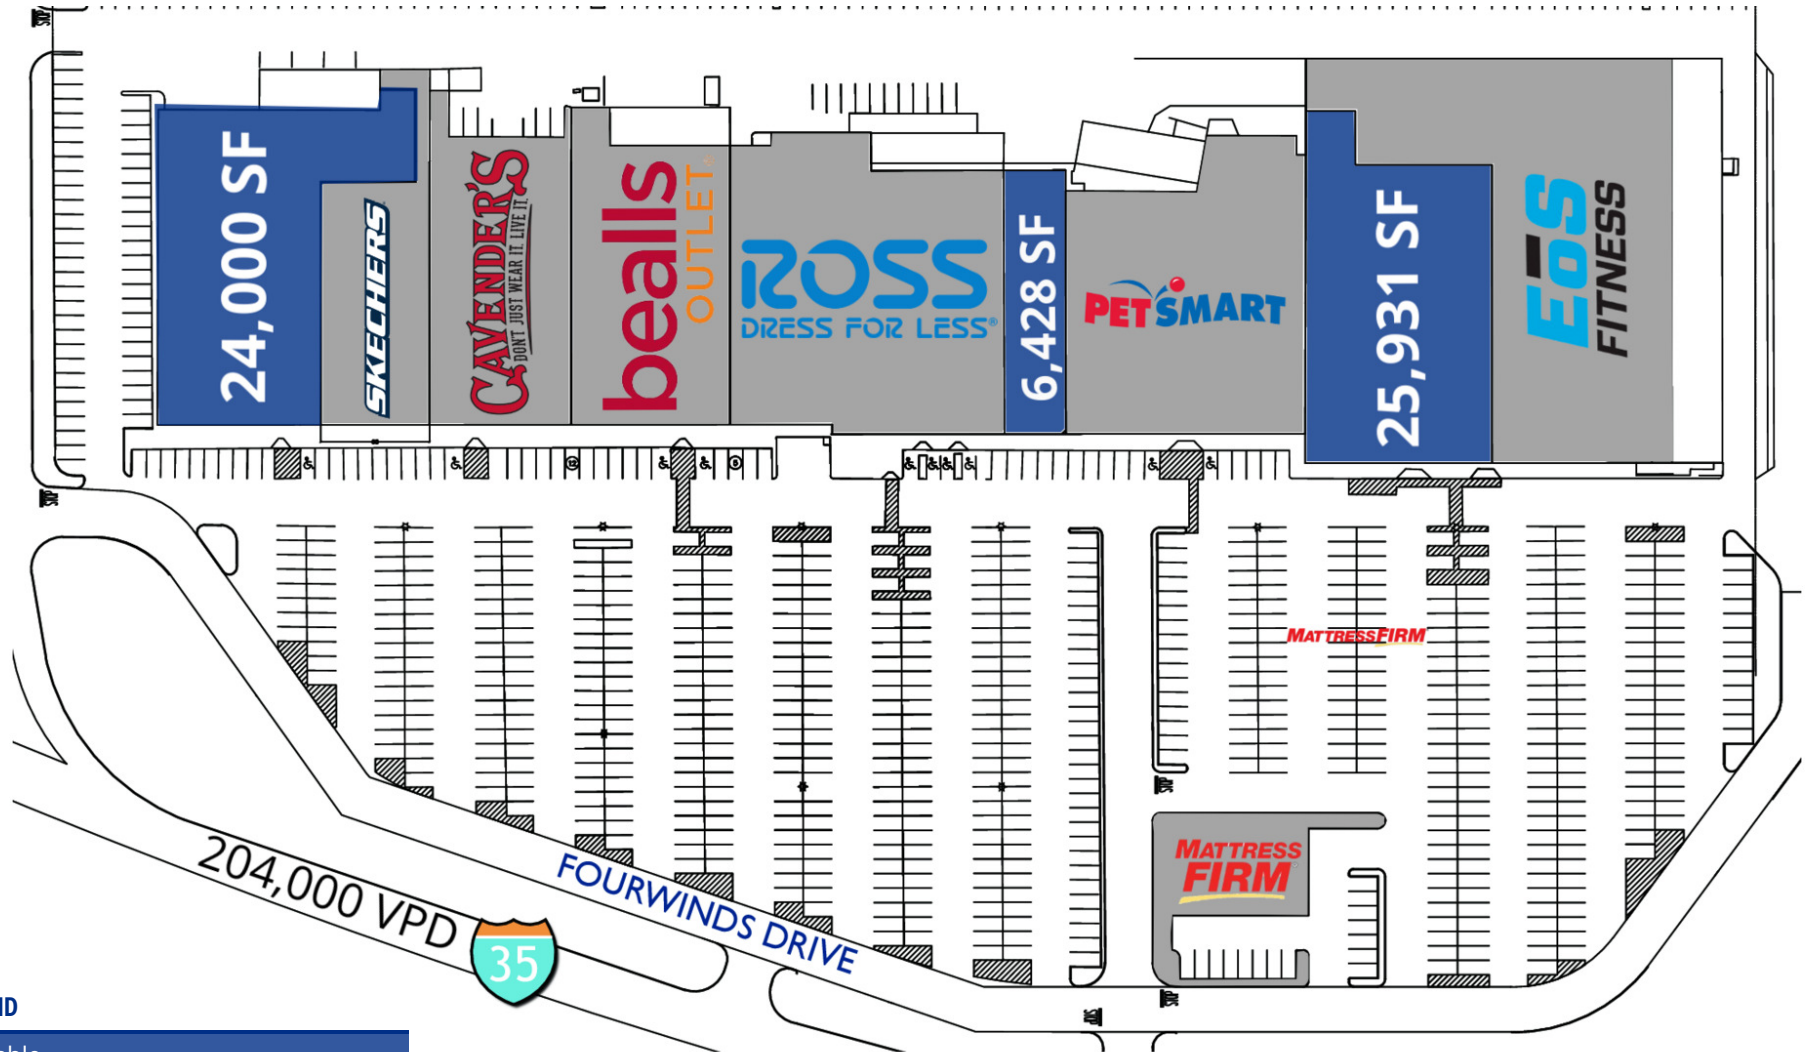 24,000 SF
SKECHERS
CAVENDER'S
DON'T JUST WEAR IT. LIVE IT.
bealls
OUTLET
ROSS
DRESS FOR LESS®
6,428 SF
PETSMART
25,931 SF
EōS
FITNESS
MATTRESSFIRM
MATTRESS
FIRM
204,000 VPD
35
FOURWINDS DRIVE